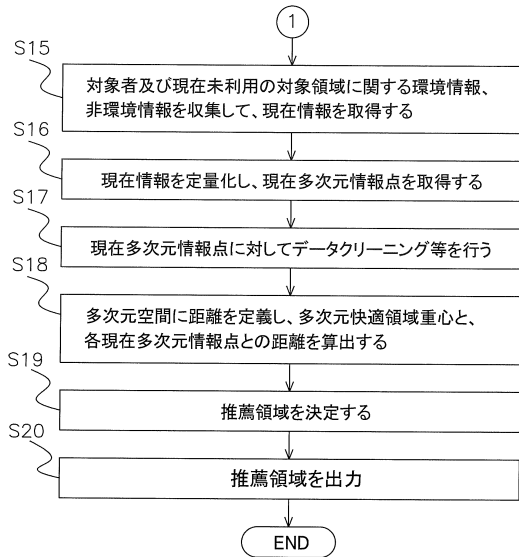 1
S15
対象者及び現在未利用の対象領域に関する環境情報、
非環境情報を収集して、現在情報を取得する
S16
現在情報を定量化し、現在多次元情報点を取得する
S17
現在多次元情報点に対してデータクリーニング等を行う
S18
多次元空間に距離を定義し、多次元快適領域重心と、
各現在多次元情報点との距離を算出する
S19
推薦領域を決定する
S20
推薦領域を出力
END